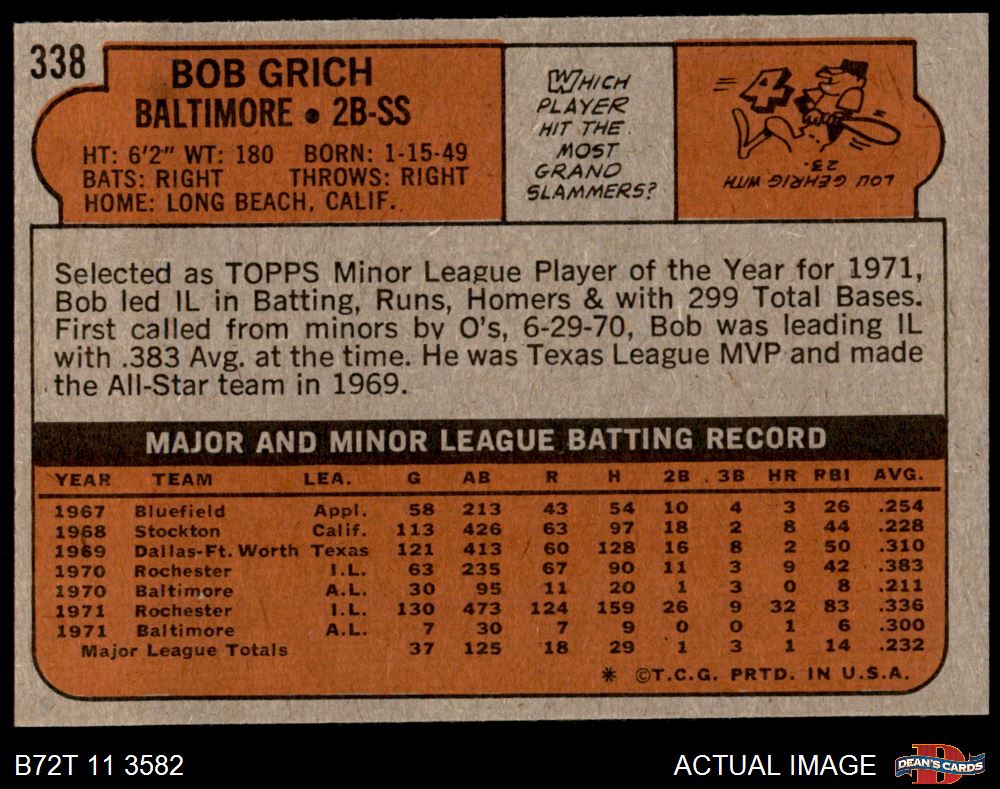 338
BOB GRICH
BALTIMORE • 2B-SS
HT: 6'2" WT: 180 BORN: 1-15-49
BATS: RIGHT THROWS: RIGHT
HOME: LONG BEACH, CALIF.
WHICH
PLAYER
HIT THE
MOST
GRAND
SLAMMERS?
4
LOU
GEHRIG WITH
23.
Selected as TOPPS Minor League Player of the Year for 1971,
Bob led IL in Batting, Runs, Homers & with 299 Total Bases.
First called from minors by O's, 6-29-70, Bob was leading IL
with .383 Avg. at the time. He was Texas League MVP and made
the All-Star team in 1969.
MAJOR AND MINOR LEAGUE BATTING RECORD
YEAR TEAM LEA. G AB R H 2B 3B HR RBI AVG.
1967 Bluefield Appl. 58 213 43 54 10 4 3 26 .254
1968 Stockton Calif. 113 426 63 97 18 2 8 44 .228
1969 Dallas-Ft. Worth Texas 121 413 60 128 16 8 2 50 .310
1970 Rochester I.L. 63 235 67 90 11 3 9 42 .383
1970 Baltimore A.L. 30 95 11 20 1 3 0 8 .211
1971 Rochester I.L. 130 473 124 159 26 9 32 83 .336
1971 Baltimore A.L. 7 30 7 9 0 0 1 6 .300
Major League Totals 37 125 18 29 1 3 1 14 .232
* ©T.C.G. PRTD. IN U.S.A.
B72T 11 3582
ACTUAL IMAGE
DEAN'S CARDS